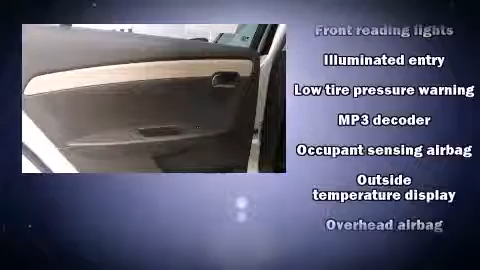 Front reading lights
Illuminated entry
Low tire pressure warning
MP3 decoder
Occupant sensing airbag
Outside
temperature display
Overhead airbag